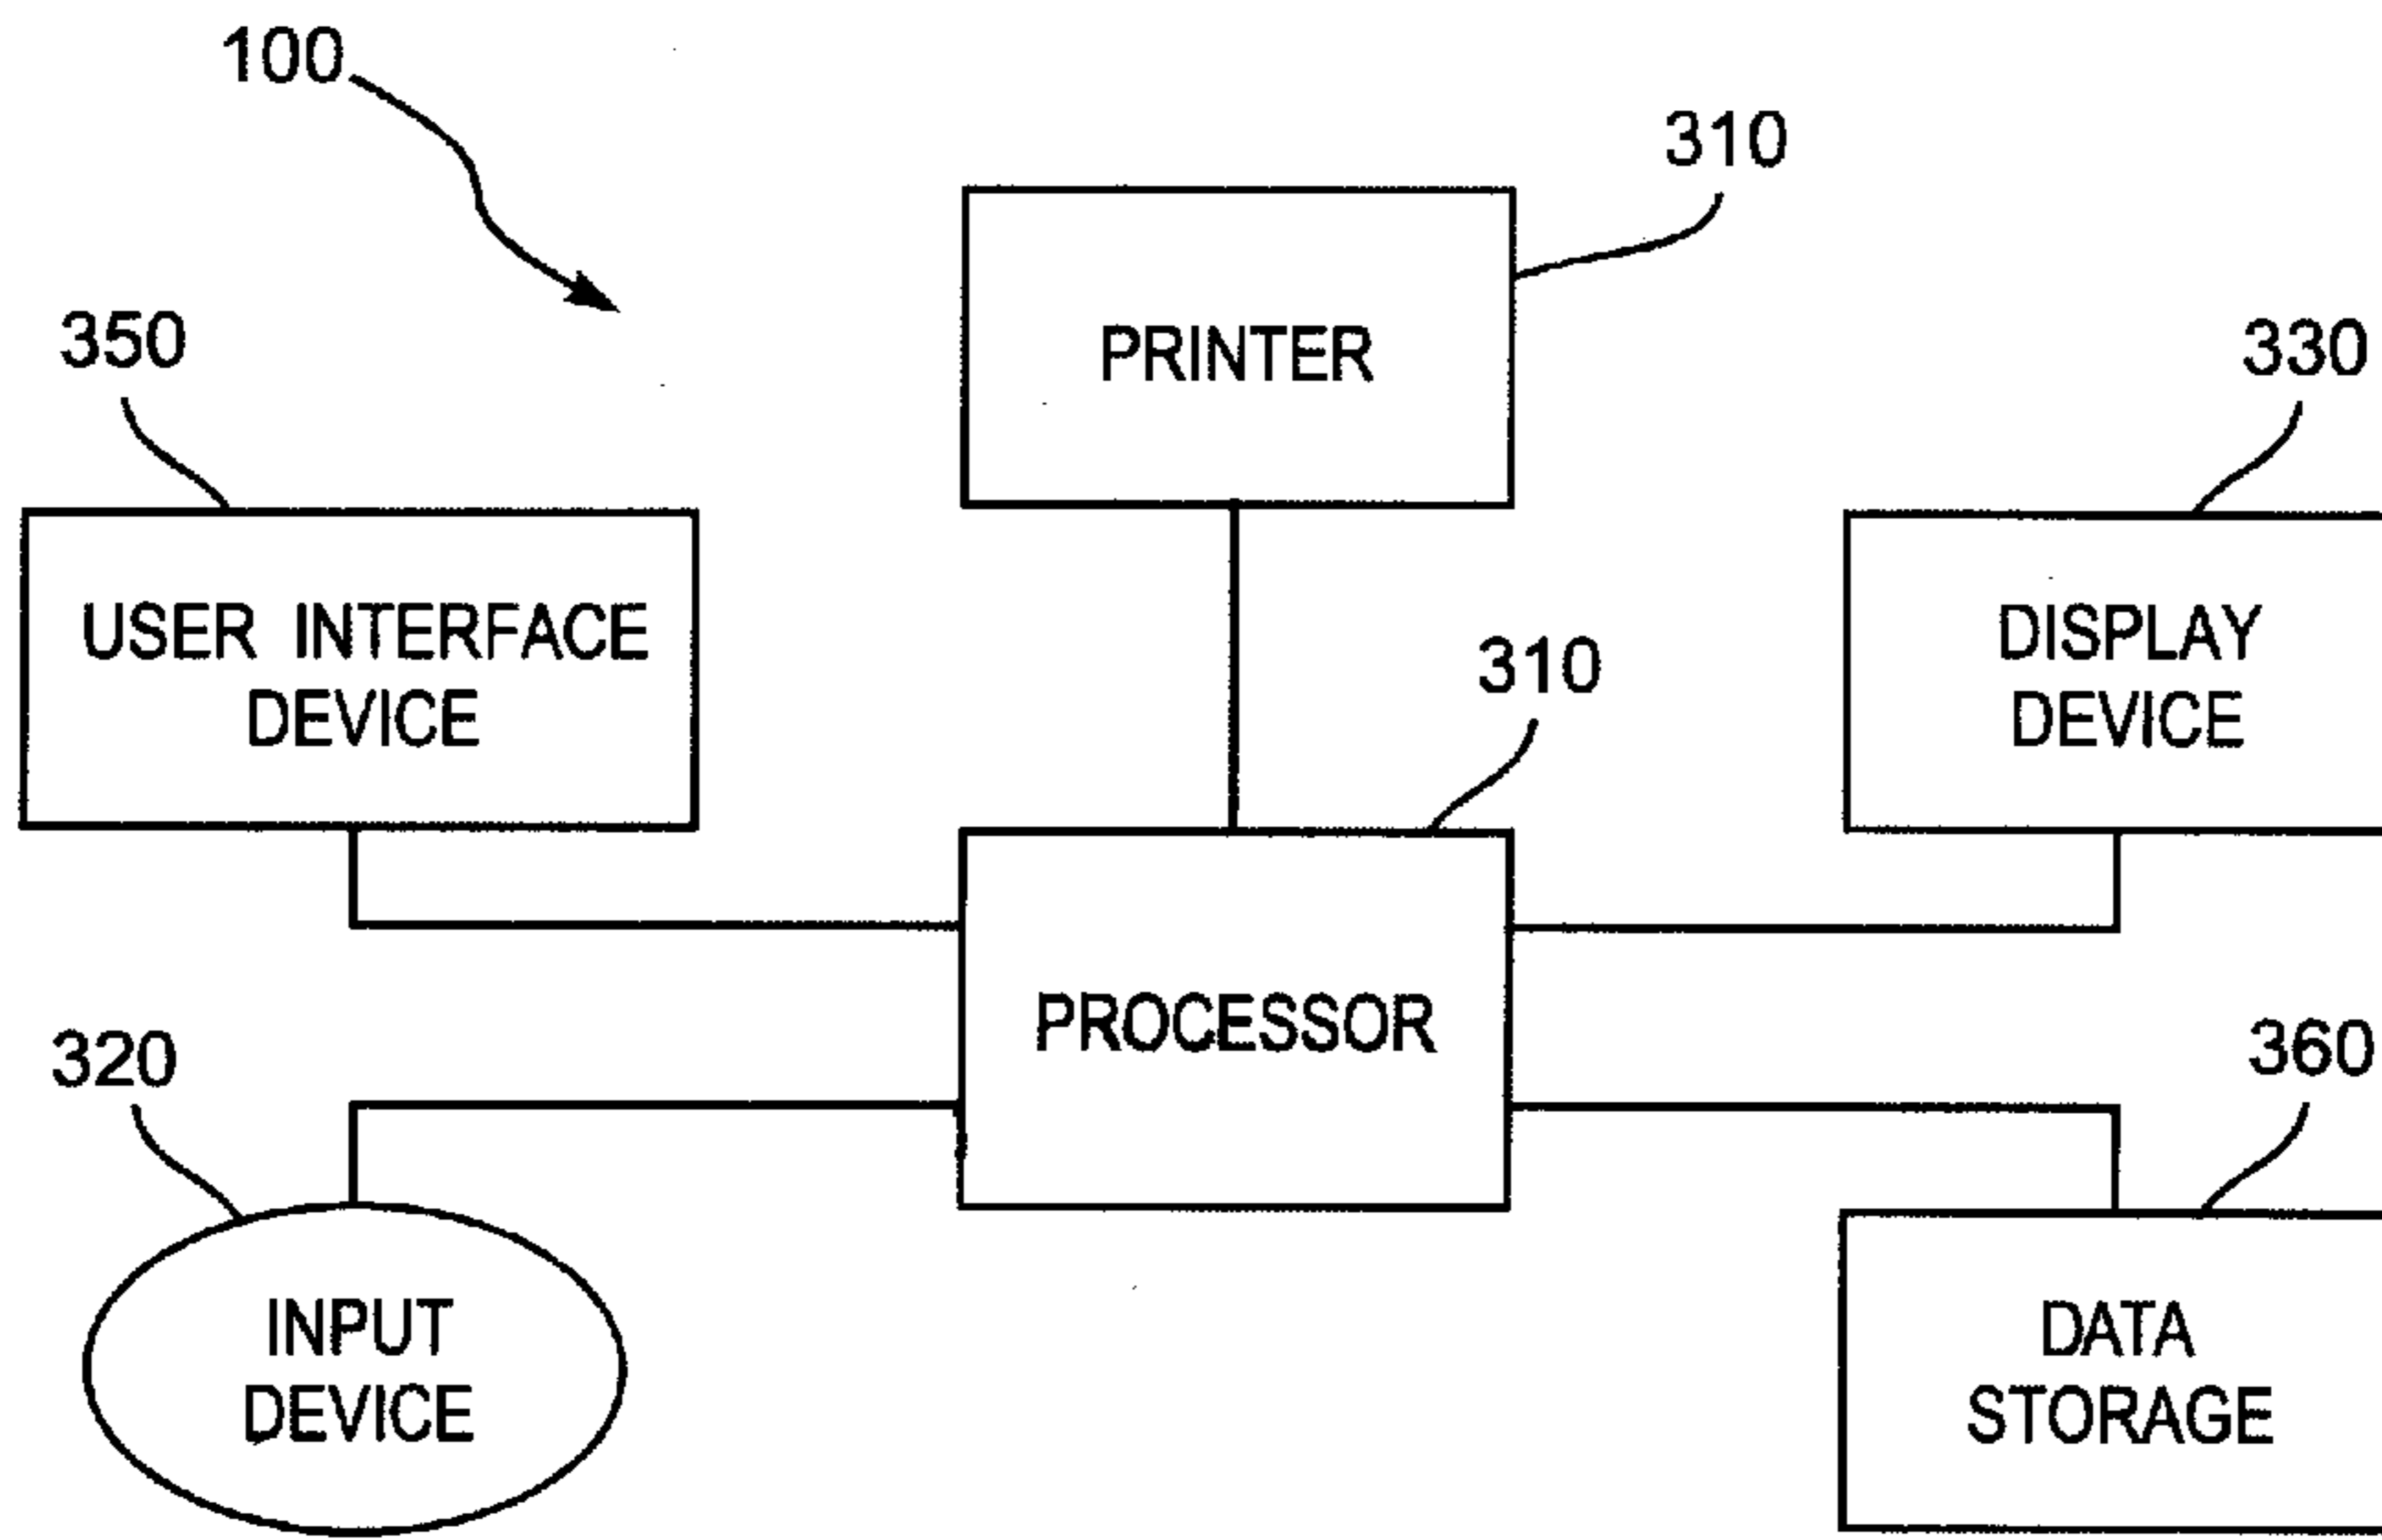 100
310
PRINTER
350
330
USER INTERFACE
DEVICE
DISPLAY
DEVICE
310
PROCESSOR
320
360
INPUT
DEVICE
DATA
STORAGE